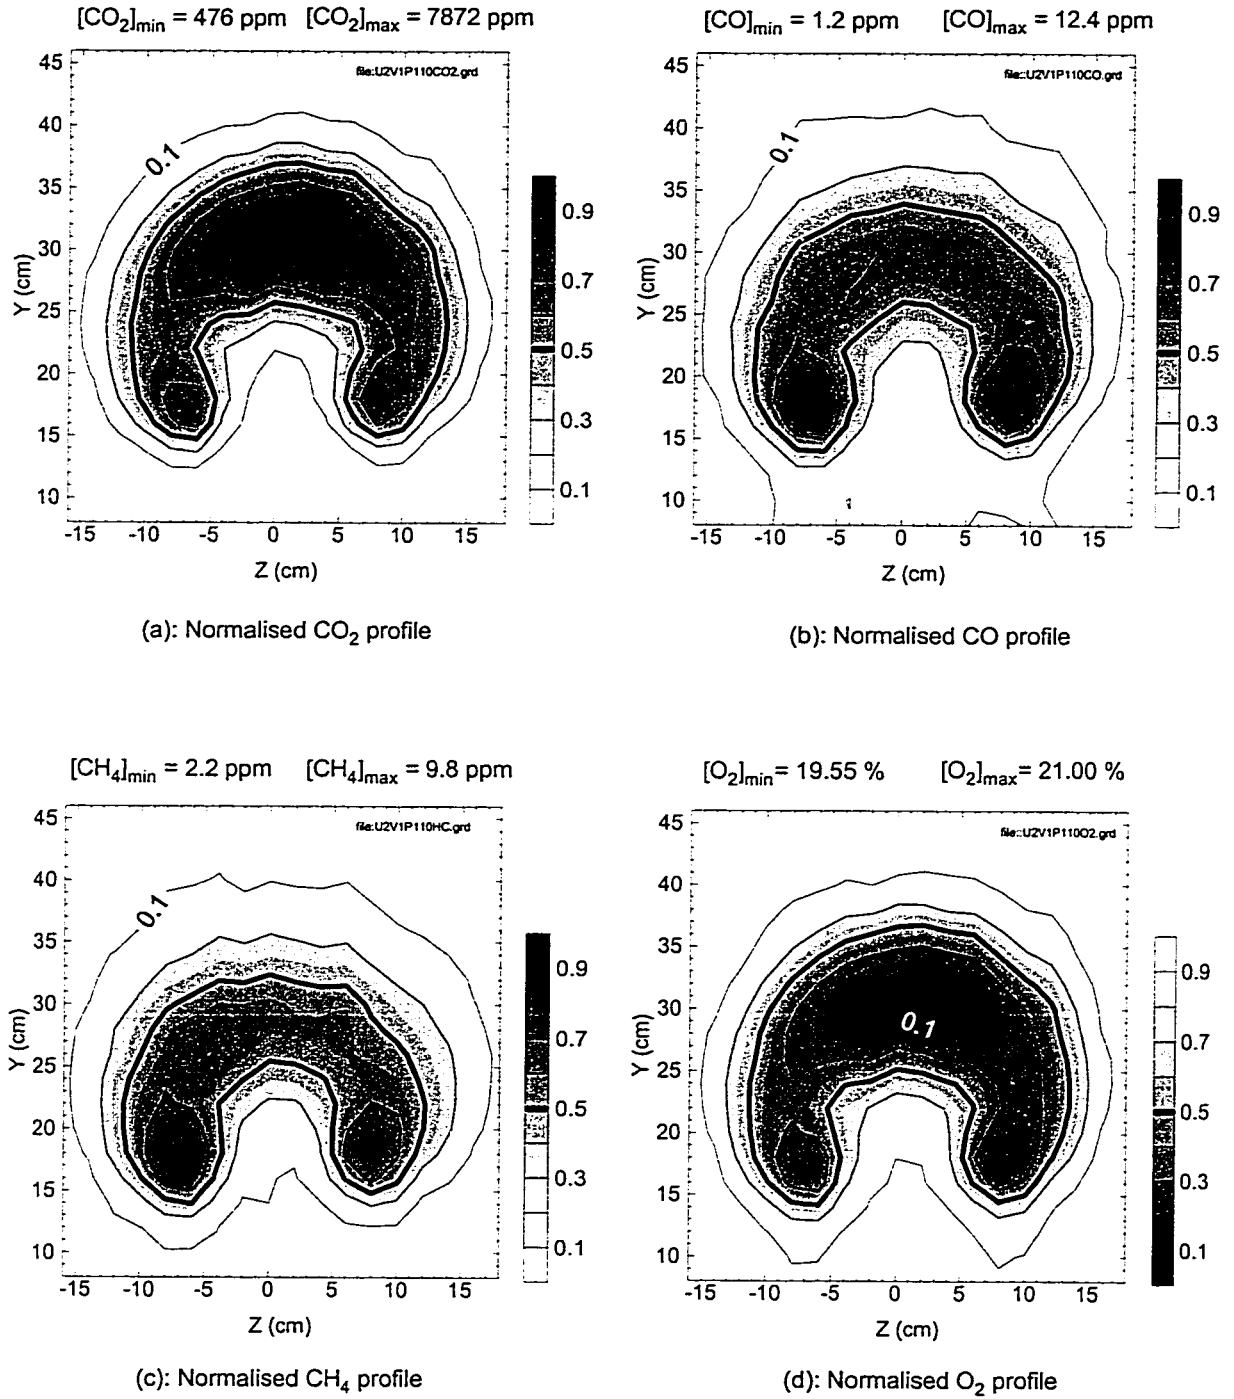 [CO2]min = 476 ppm [CO2]max = 7872 ppm
file:U2V1P110CO2.grd
45
40
35
30
25
20
15
10
Y (cm)
0.1
0.9
0.7
0.5
0.3
0.1
-15 -10 -5 0 5 10 15
Z (cm)
(a): Normalised CO2 profile
[CO]min = 1.2 ppm [CO]max = 12.4 ppm
file::U2V1P110CO.grd
45
40
35
30
25
20
15
10
Y (cm)
0.1
0.9
0.7
0.5
0.3
0.1
-15 -10 -5 0 5 10 15
Z (cm)
(b): Normalised CO profile
[CH4]min = 2.2 ppm [CH4]max = 9.8 ppm
file:U2V1P110HC.grd
45
40
35
30
25
20
15
10
Y (cm)
0.1
0.9
0.7
0.5
0.3
0.1
-15 -10 -5 0 5 10 15
Z (cm)
(c): Normalised CH4 profile
[O2]min= 19.55 % [O2]max= 21.00 %
file::U2V1P110O2.grd
45
40
35
30
25
20
15
10
Y (cm)
0.1
0.9
0.7
0.5
0.3
0.1
-15 -10 -5 0 5 10 15
Z (cm)
(d): Normalised O2 profile